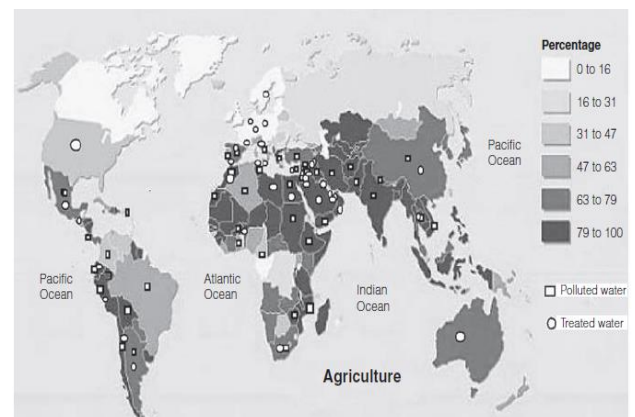 Percentage
0 to 16
16 to 31
31 to 47
47 to 63
63 to 79
79 to 100
Pacific
Ocean
Pacific
Ocean
Atlantic
Ocean
Indian
Ocean
Polluted water
Treated water
Agriculture